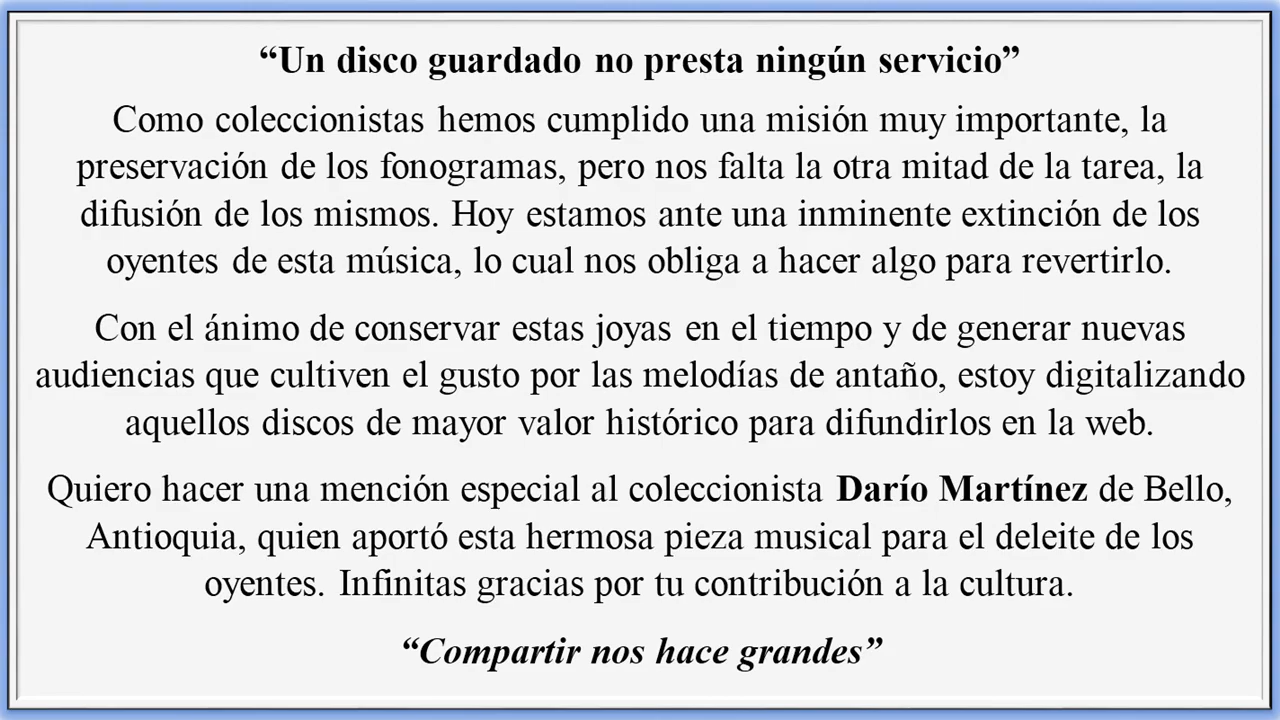 “Un disco guardado no presta ningún servicio”
Como coleccionistas hemos cumplido una misión muy importante, la
preservación de los fonogramas, pero nos falta la otra mitad de la tarea, la
difusión de los mismos. Hoy estamos ante una inminente extinción de los
oyentes de esta música, lo cual nos obliga a hacer algo para revertirlo.
Con el ánimo de conservar estas joyas en el tiempo y de generar nuevas
audiencias que cultiven el gusto por las melodías de antaño, estoy digitalizando
aquellos discos de mayor valor histórico para difundirlos en la web.
Quiero hacer una mención especial al coleccionista Darío Martínez de Bello,
Antioquia, quien aportó esta hermosa pieza musical para el deleite de los
oyentes. Infinitas gracias por tu contribución a la cultura.
“Compartir nos hace grandes”